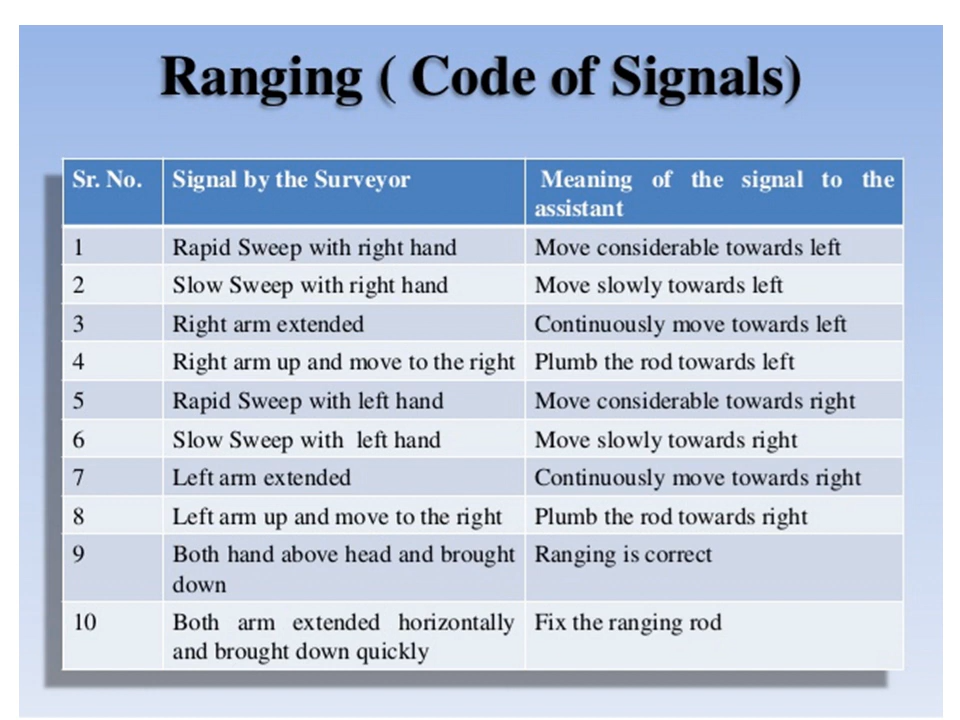 Ranging ( Code of Signals)
Sr. No. Signal by the Surveyor Meaning of the signal to the
assistant
1 Rapid Sweep with right hand Move considerable towards left
2 Slow Sweep with right hand Move slowly towards left
3 Right arm extended Continuously move towards left
4 Right arm up and move to the right Plumb the rod towards left
5 Rapid Sweep with left hand Move considerable towards right
6 Slow Sweep with left hand Move slowly towards right
7 Left arm extended Continuously move towards right
8 Left arm up and move to the right Plumb the rod towards right
9 Both hand above head and brought Ranging is correct
down
10 Both arm extended horizontally Fix the ranging rod
and brought down quickly